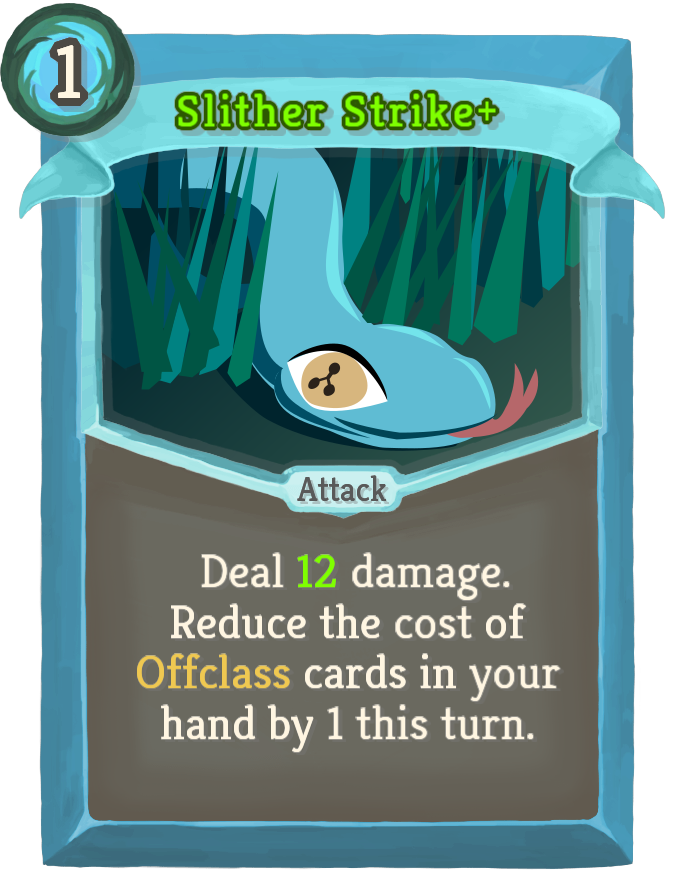 1
Slither Strike+
Attack
Deal 12 damage.
Reduce the cost of
Offclass cards in your
hand by 1 this turn.